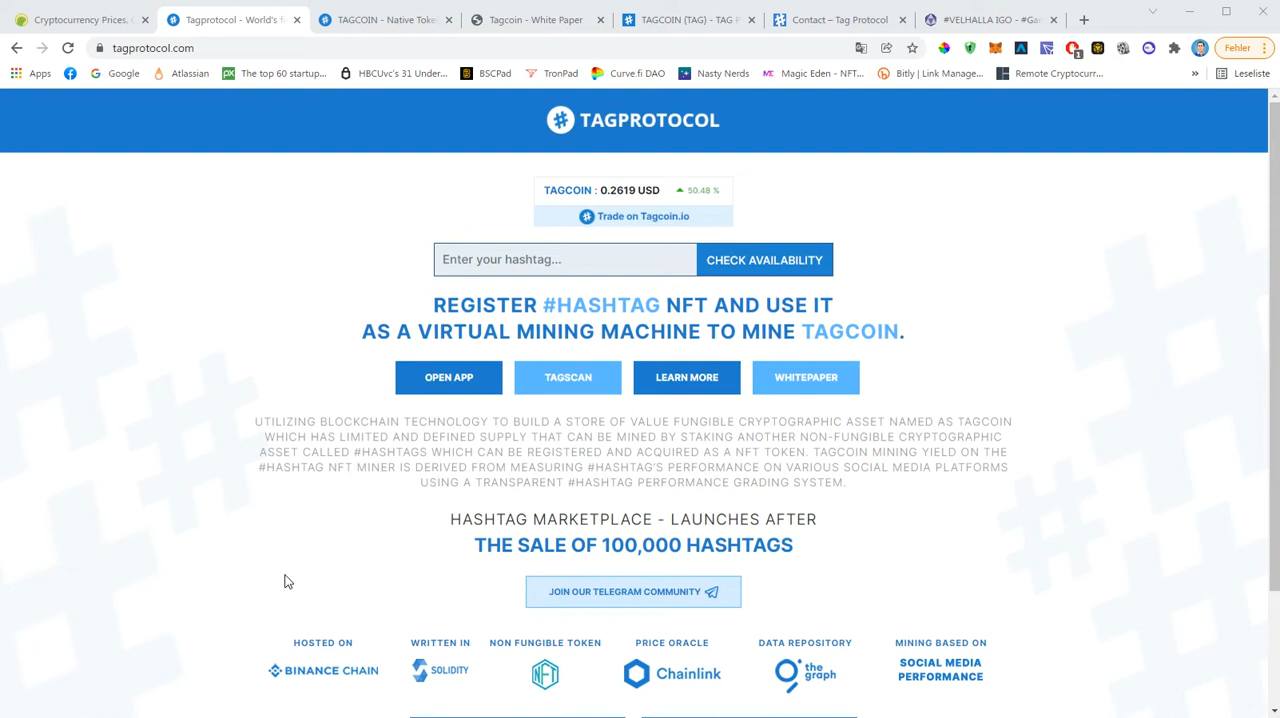 Cryptocurrency Prices, C
Tagprotocol - World's fa
TAGCOIN - Native Token
Tagcoin - White Paper
TAGCOIN (TAG) - TAG P
Contact – Tag Protocol
#VELHALLA IGO - #Gam
tagprotocol.com
1
Fehler
Apps
Google
Atlassian
The top 60 startup...
HBCUvc's 31 Under...
BSCPad
TronPad
Curve.fi DAO
Nasty Nerds
Magic Eden - NFT...
Bitly | Link Manage...
Remote Cryptocurr...
»
Leseliste
# TAGPROTOCOL
TAGCOIN : 0.2619 USD 50.48 %
Trade on Tagcoin.io
Enter your hashtag...
CHECK AVAILABILITY
REGISTER #HASHTAG NFT AND USE IT
AS A VIRTUAL MINING MACHINE TO MINE TAGCOIN.
OPEN APP
TAGSCAN
LEARN MORE
WHITEPAPER
UTILIZING BLOCKCHAIN TECHNOLOGY TO BUILD A STORE OF VALUE FUNGIBLE CRYPTOGRAPHIC ASSET NAMED AS TAGCOIN
WHICH HAS LIMITED AND DEFINED SUPPLY THAT CAN BE MINED BY STAKING ANOTHER NON-FUNGIBLE CRYPTOGRAPHIC
ASSET CALLED #HASHTAGS WHICH CAN BE REGISTERED AND ACQUIRED AS A NFT TOKEN. TAGCOIN MINING YIELD ON THE
#HASHTAG NFT MINER IS DERIVED FROM MEASURING #HASHTAG'S PERFORMANCE ON VARIOUS SOCIAL MEDIA PLATFORMS
USING A TRANSPARENT #HASHTAG PERFORMANCE GRADING SYSTEM.
HASHTAG MARKETPLACE - LAUNCHES AFTER
THE SALE OF 100,000 HASHTAGS
JOIN OUR TELEGRAM COMMUNITY
HOSTED ON
BINANCE CHAIN
WRITTEN IN
SOLIDITY
NON FUNGIBLE TOKEN
NFT
PRICE ORACLE
Chainlink
DATA REPOSITORY
the
graph
MINING BASED ON
SOCIAL MEDIA
PERFORMANCE